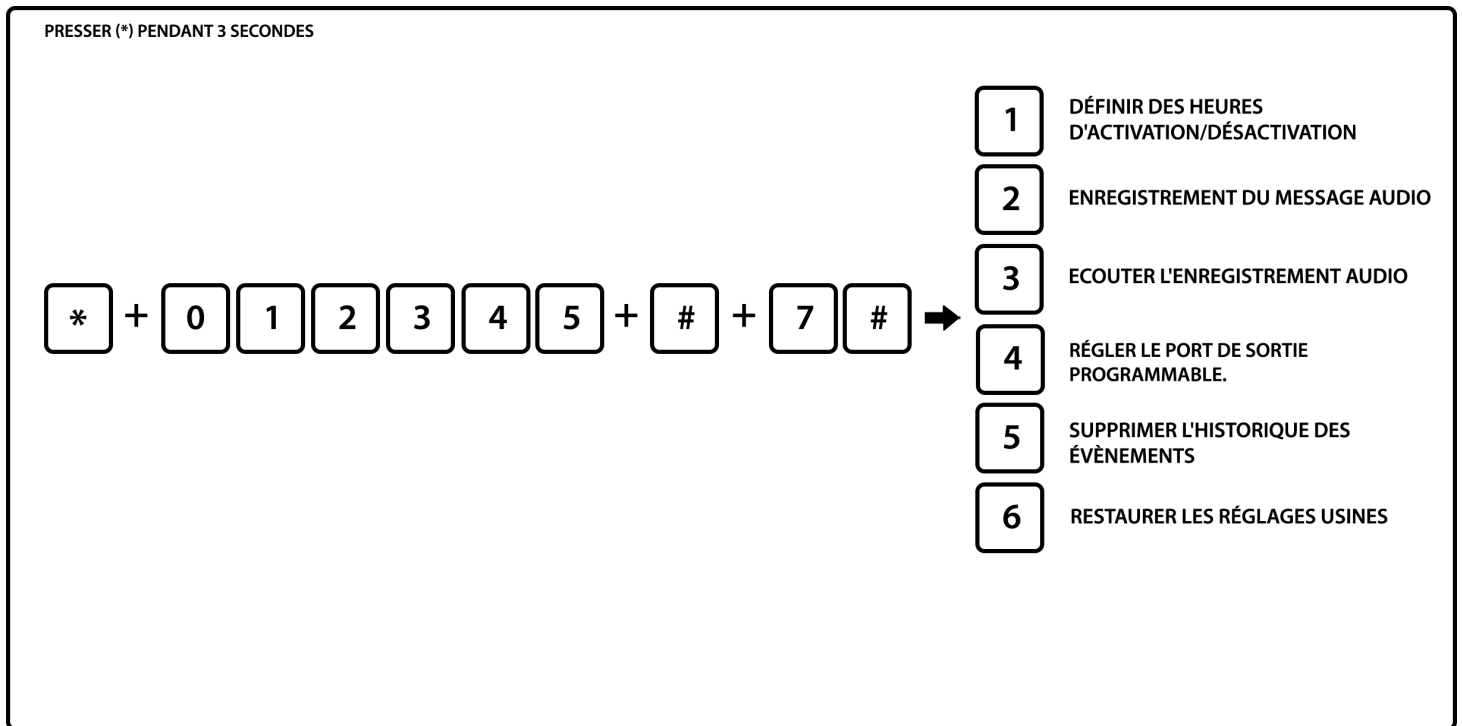 PRESSER (*) PENDANT 3 SECONDES
* + 0 1 2 3 4 5 + # + 7 #
1 DÉFINIR DES HEURES
D'ACTIVATION/DÉSACTIVATION
2 ENREGISTREMENT DU MESSAGE AUDIO
3 ECOUTER L'ENREGISTREMENT AUDIO
4 RÉGLER LE PORT DE SORTIE
PROGRAMMABLE.
5 SUPPRIMER L'HISTORIQUE DES
ÉVÈNEMENTS
6 RESTAURER LES RÉGLAGES USINES